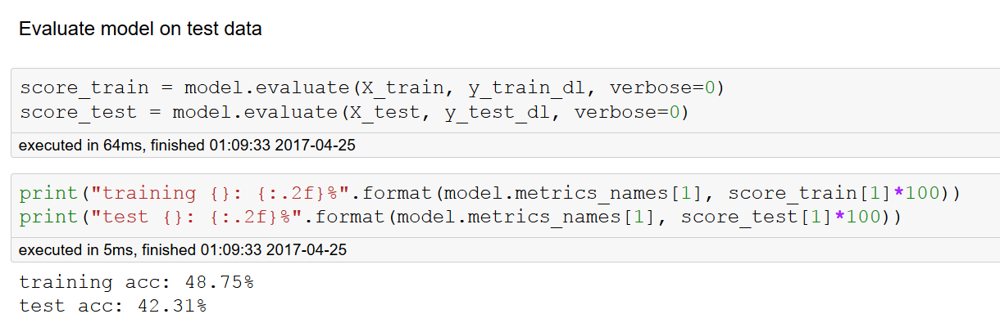 Evaluate model on test data
score_train = model.evaluate(X_train, y_train_dl, verbose=0)
score_test = model.evaluate(X_test, y_test_dl, verbose=0)
executed in 64ms, finished 01:09:33 2017-04-25
print("training {}: {:.2f}%".format(model.metrics_names[1], score_train[1]*100))
print("test {}: {:.2f}%".format(model.metrics_names[1], score_test[1]*100))
executed in 5ms, finished 01:09:33 2017-04-25
training acc: 48.75%
test acc: 42.31%